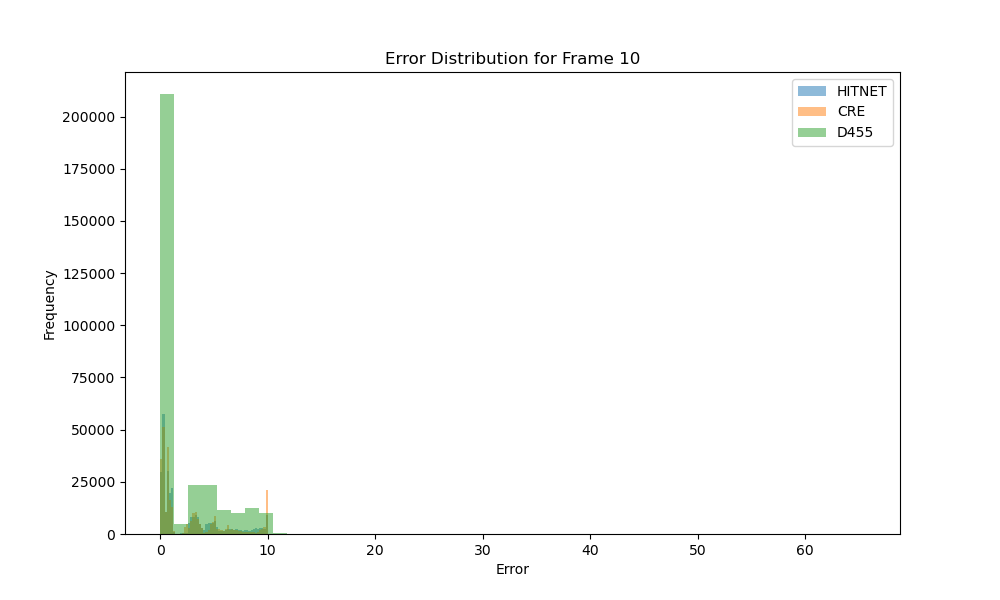 Error Distribution for Frame 10
HITNET
CRE
D455
200000
175000
150000
125000
100000
75000
50000
25000
0
Frequency
0 10 20 30 40 50 60
Error